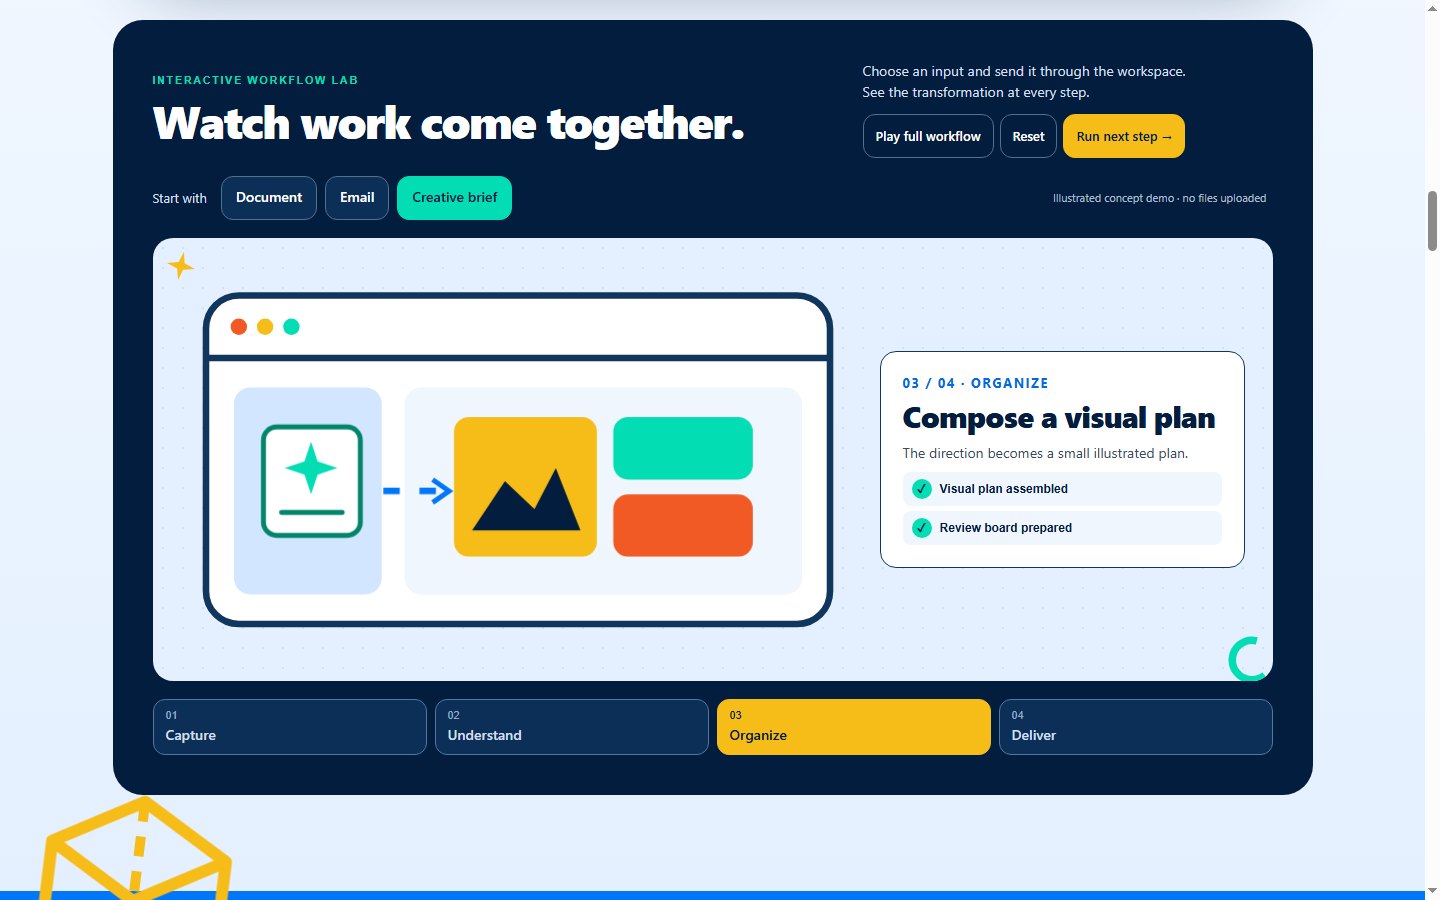 INTERACTIVE WORKFLOW LAB
Watch work come together.
Choose an input and send it through the workspace.
See the transformation at every step.
Play full workflow
Reset
Run next step →
Start with
Document
Email
Creative brief
Illustrated concept demo · no files uploaded
03 / 04 · ORGANIZE
Compose a visual plan
The direction becomes a small illustrated plan.
Visual plan assembled
Review board prepared
01
Capture
02
Understand
03
Organize
04
Deliver